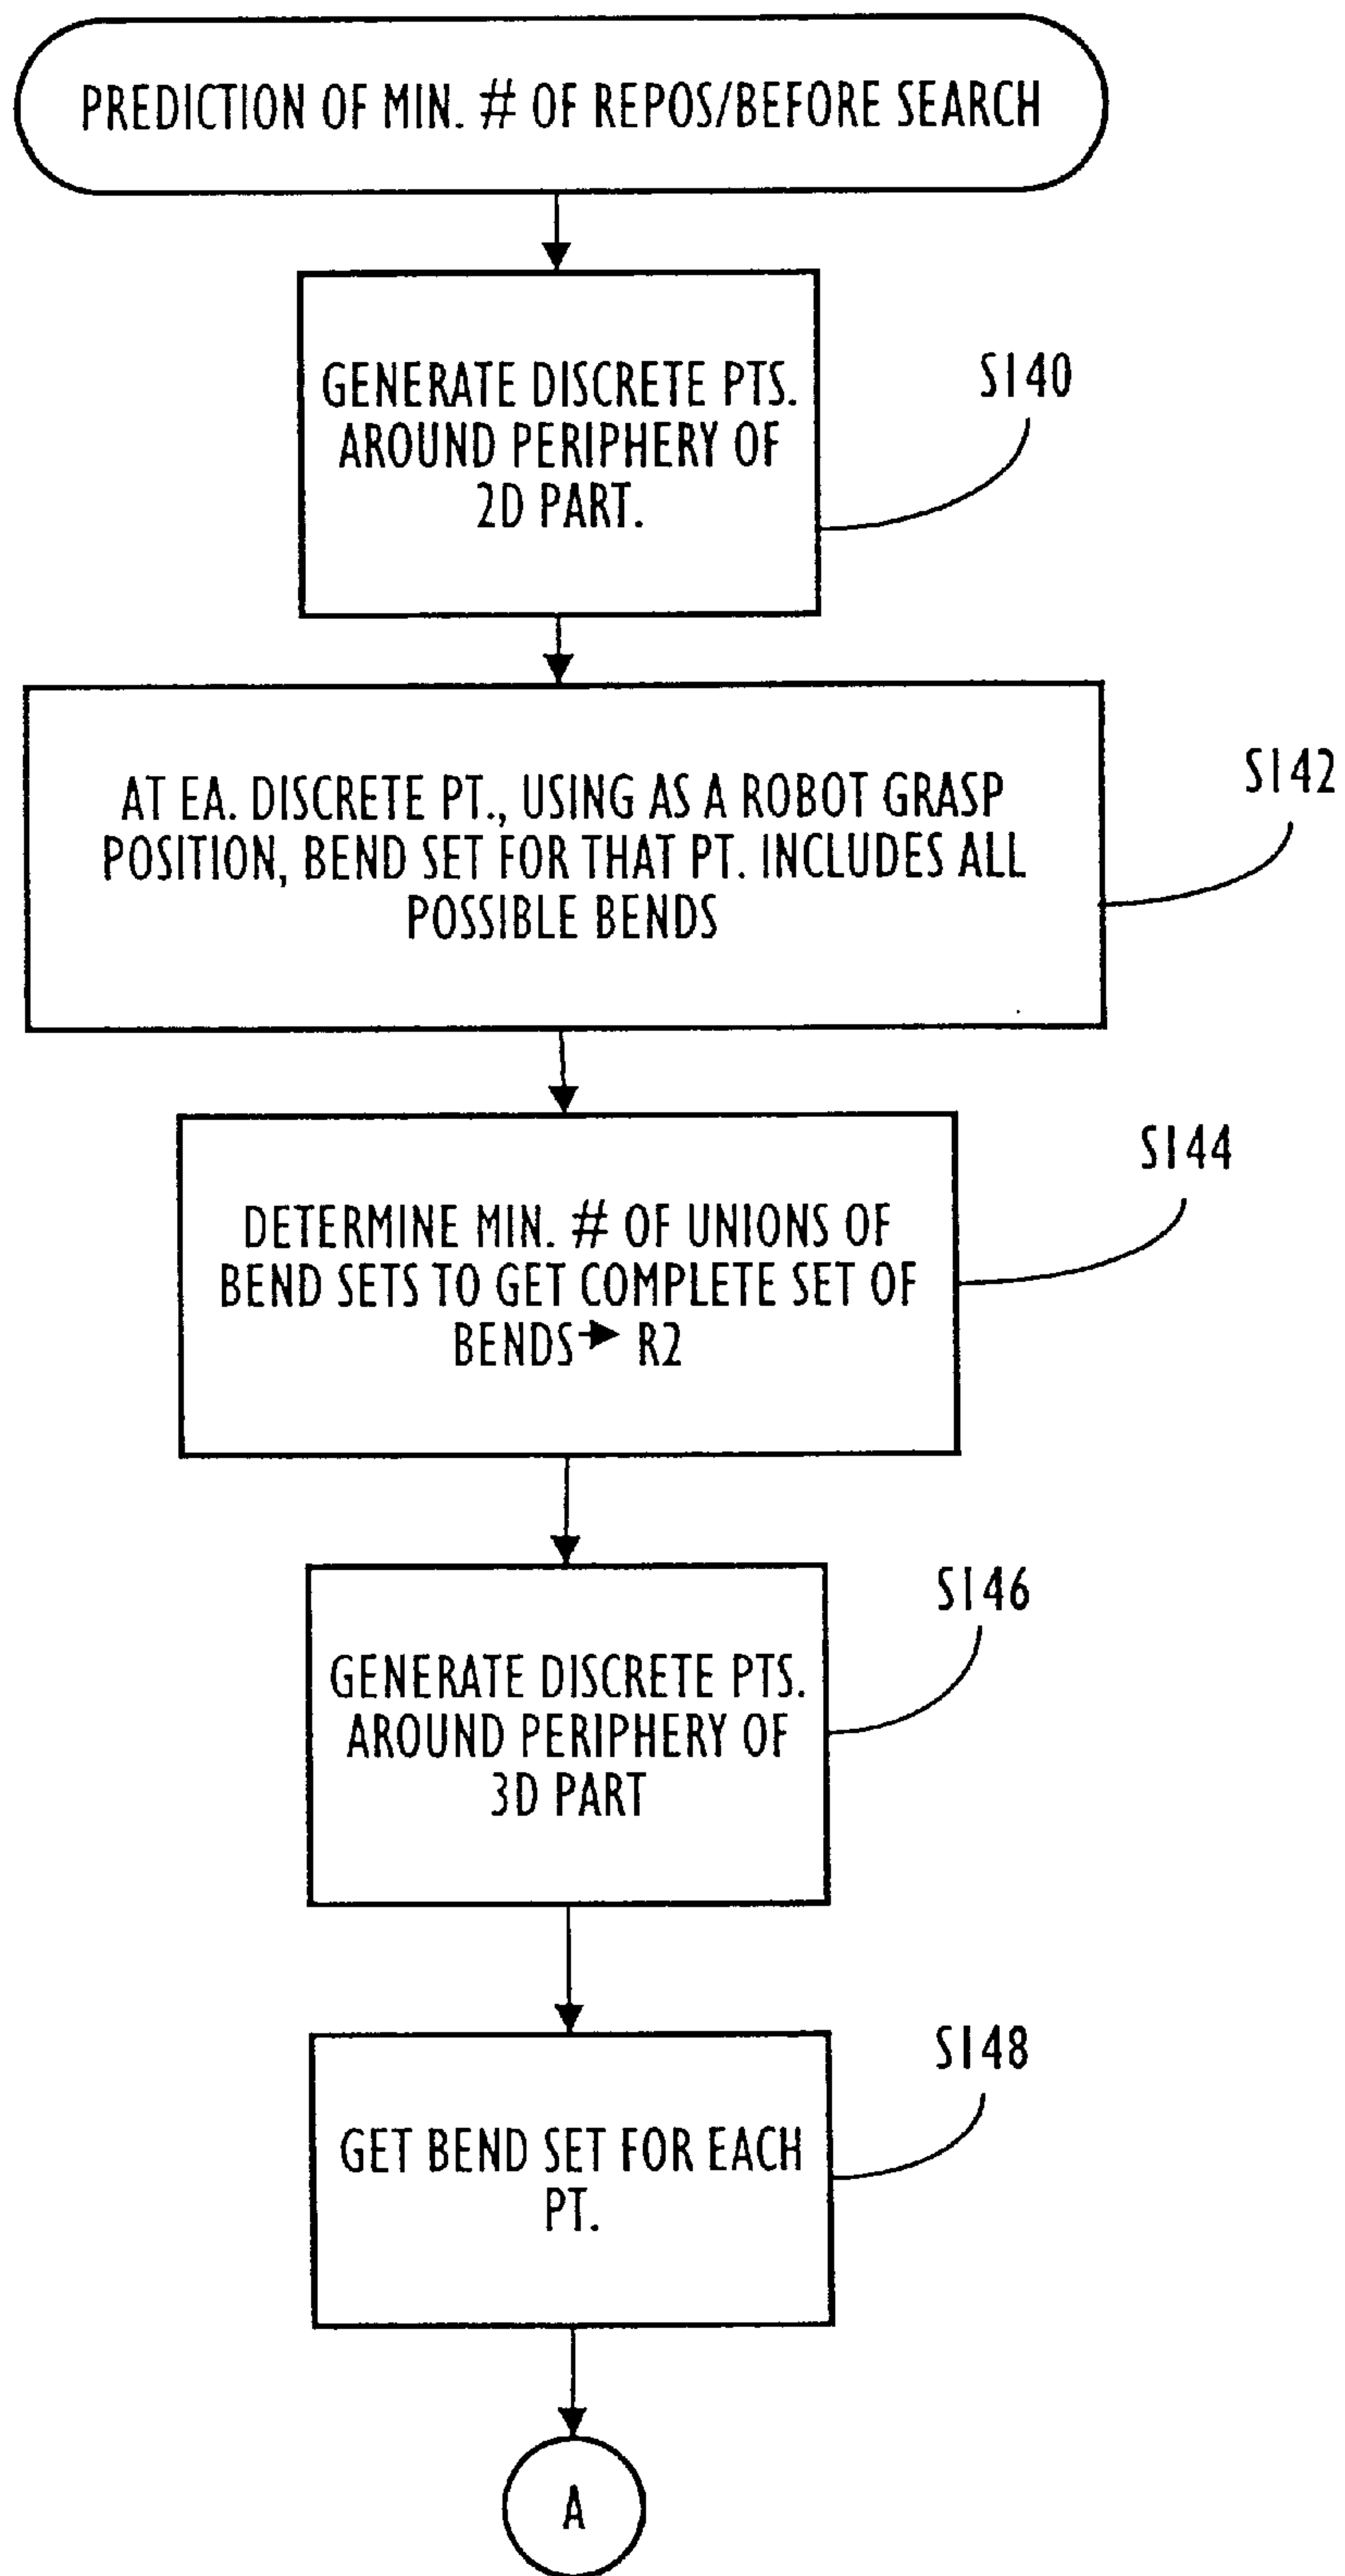 PREDICTION OF MIN. # OF REPOS/BEFORE SEARCH
GENERATE DISCRETE PTS.
AROUND PERIPHERY OF
2D PART.
S140
AT EA. DISCRETE PT., USING AS A ROBOT GRASP
POSITION, BEND SET FOR THAT PT. INCLUDES ALL
POSSIBLE BENDS
S142
DETERMINE MIN. # OF UNIONS OF
BEND SETS TO GET COMPLETE SET OF
BENDS → R2
S144
GENERATE DISCRETE PTS.
AROUND PERIPHERY OF
3D PART
S146
GET BEND SET FOR EACH
PT.
S148
A